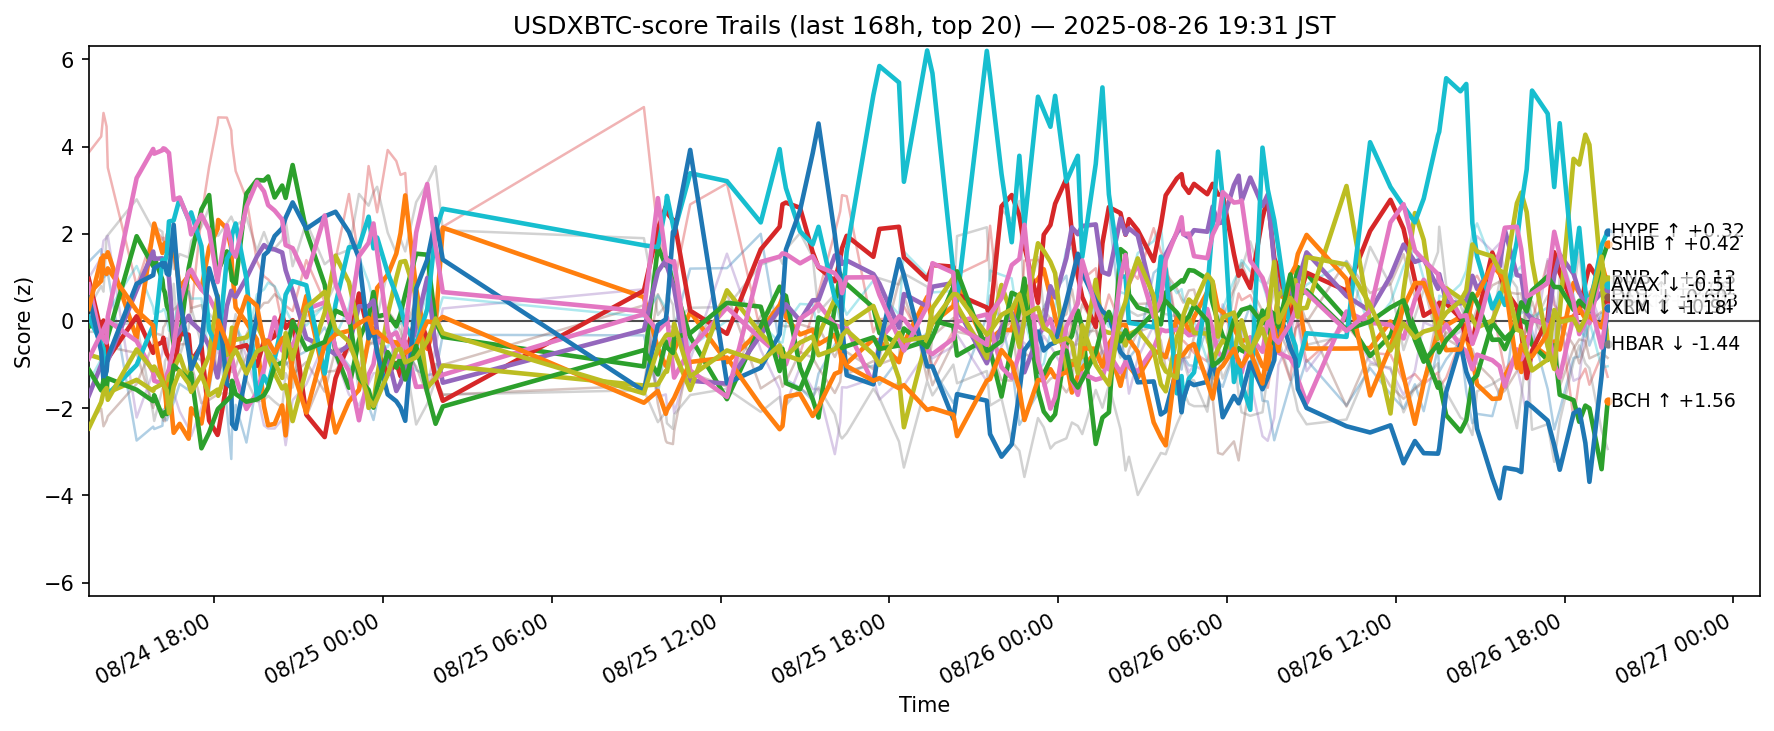 USDXBTC-score Trails (last 168h, top 20) — 2025-08-26 19:31 JST
Score (z)
6
4
2
0
−2
−4
−6
HYPE ↑ +0.32
SHIB ↑ +0.42
BNB ↑ +0.13
AVAX ↓ -0.51
XLM ↓ -1.18
HBAR ↓ -1.44
BCH ↑ +1.56
08/24 18:00
08/25 00:00
08/25 06:00
08/25 12:00
08/25 18:00
08/26 00:00
08/26 06:00
08/26 12:00
08/26 18:00
08/27 00:00
Time